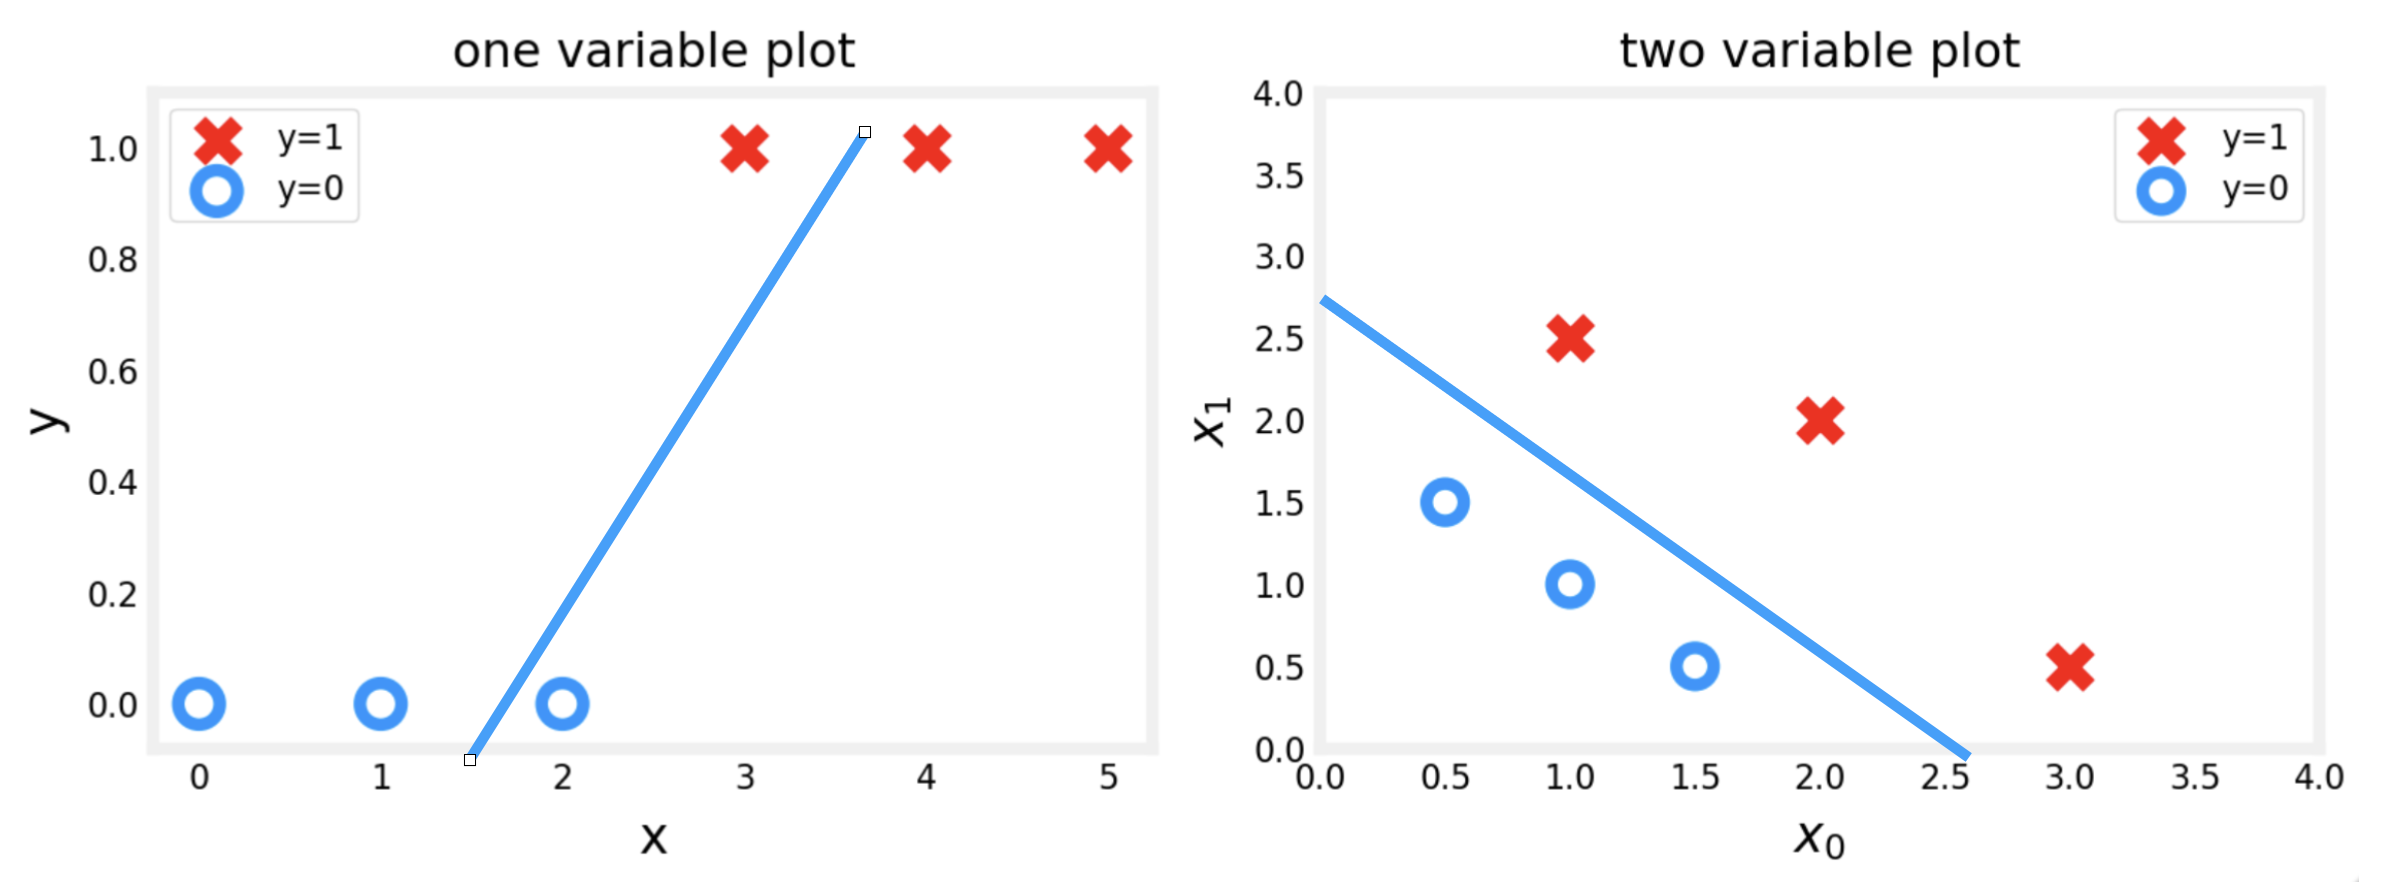 one variable plot
y=1
y=0
1.0
0.8
0.6
0.4
0.2
0.0
y
0 1 2 3 4 5
x
two variable plot
y=1
y=0
4.0
3.5
3.0
2.5
2.0
1.5
1.0
0.5
0.0
x₁
0.0 0.5 1.0 1.5 2.0 2.5 3.0 3.5 4.0
x₀